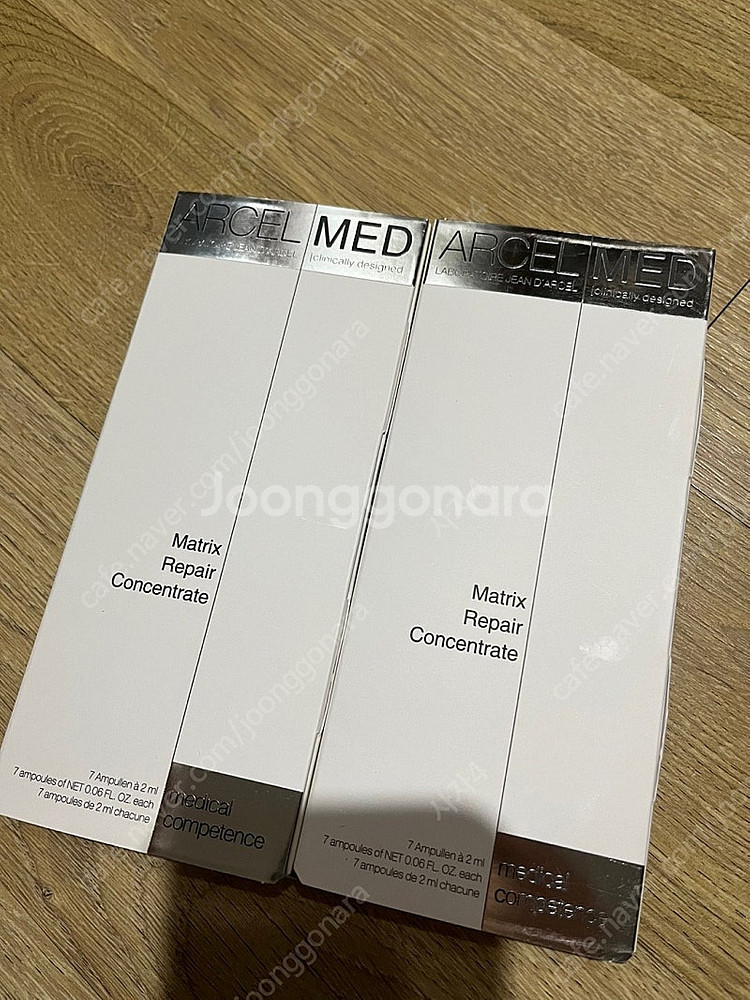 ARCEL MED
LABORATOIRE JEAN D'ARCEL
[clinically designed
Matrix
Repair
Concentrate
7 Ampullen à 2 ml
7 ampoules of NET 0.06 FL. OZ. each
7 ampoules de 2 ml chacune
medical
competence
ARCEL MED
LABORATOIRE JEAN D'ARCEL
[clinically designed
Matrix
Repair
Concentrate
7 Ampullen à 2 ml
7 ampoules of NET 0.06 FL. OZ. each
7 ampoules de 2 ml chacune
medical
competence
Joonggonara
cafe.naver.com/joonggonara